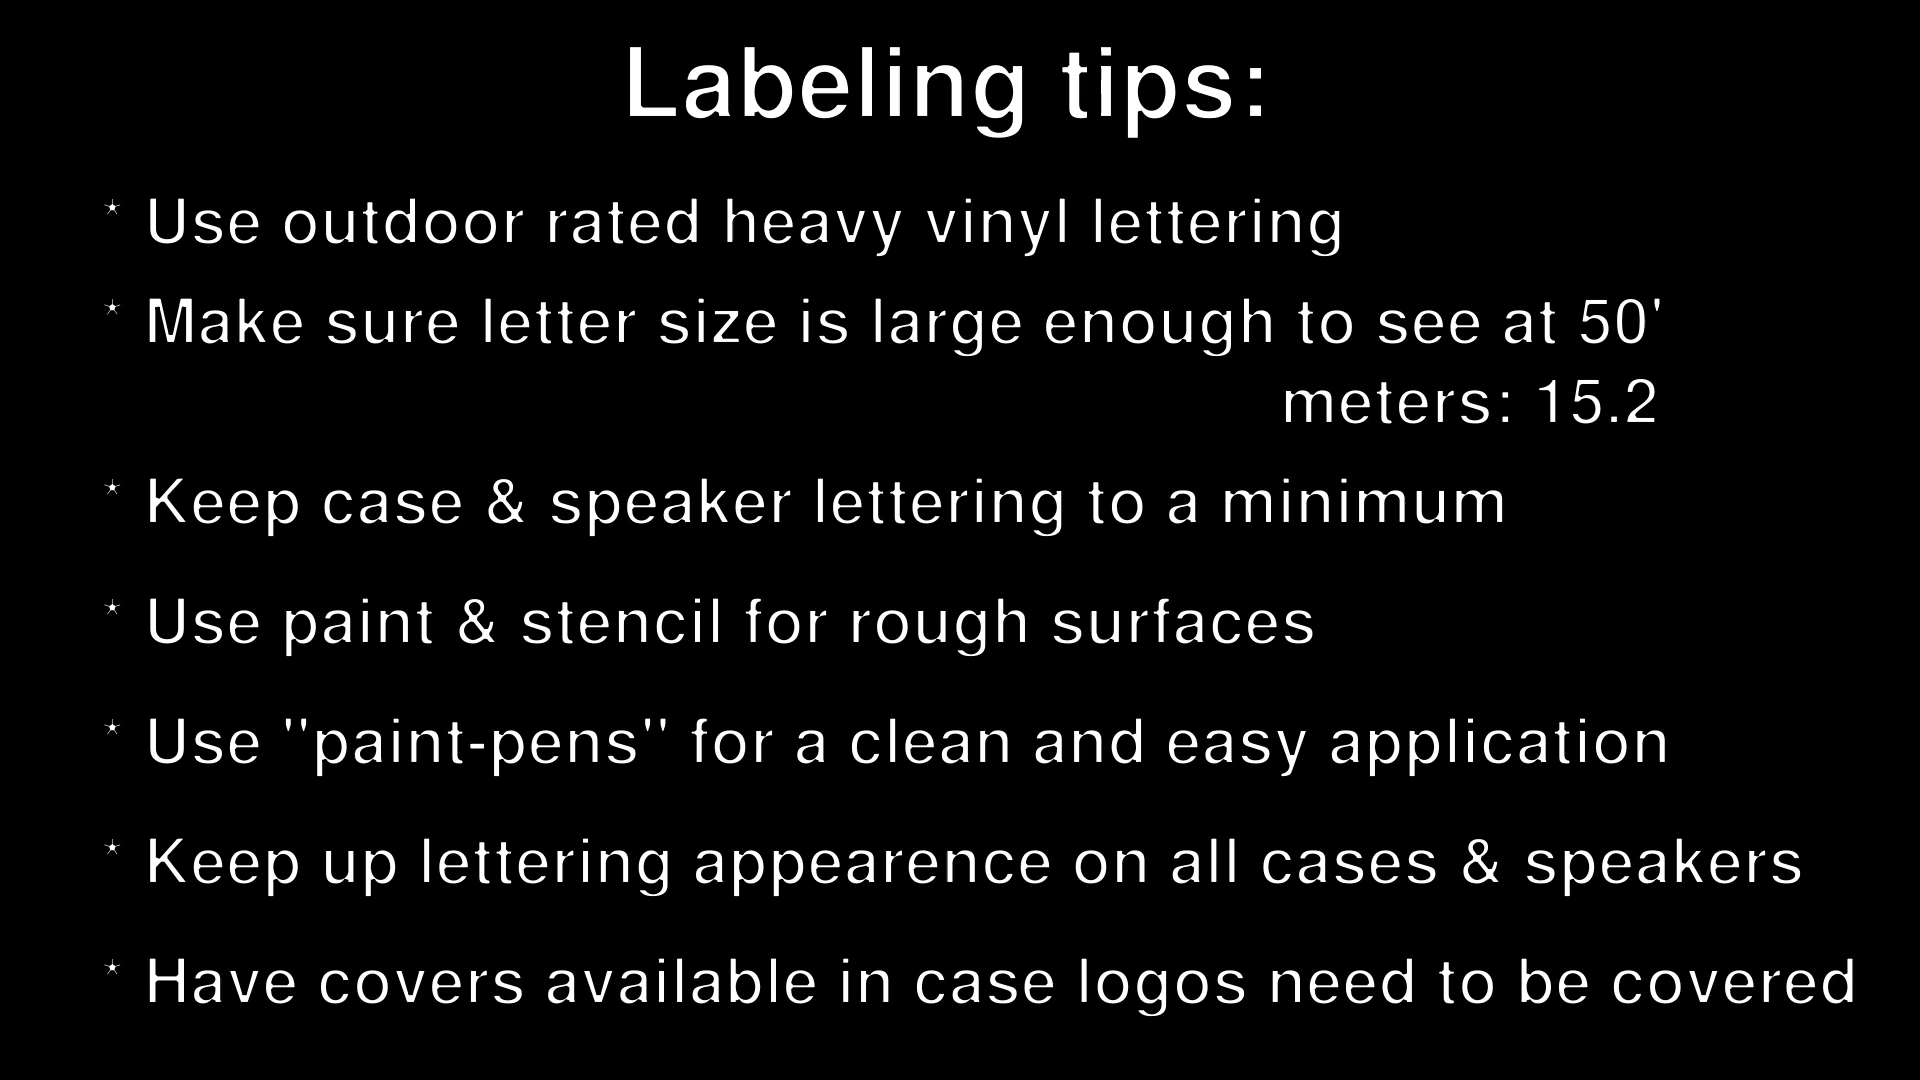 Labeling tips:
* Use outdoor rated heavy vinyl lettering
* Make sure letter size is large enough to see at 50'
meters: 15.2
* Keep case & speaker lettering to a minimum
* Use paint & stencil for rough surfaces
* Use ''paint-pens'' for a clean and easy application
* Keep up lettering appearence on all cases & speakers
* Have covers available in case logos need to be covered